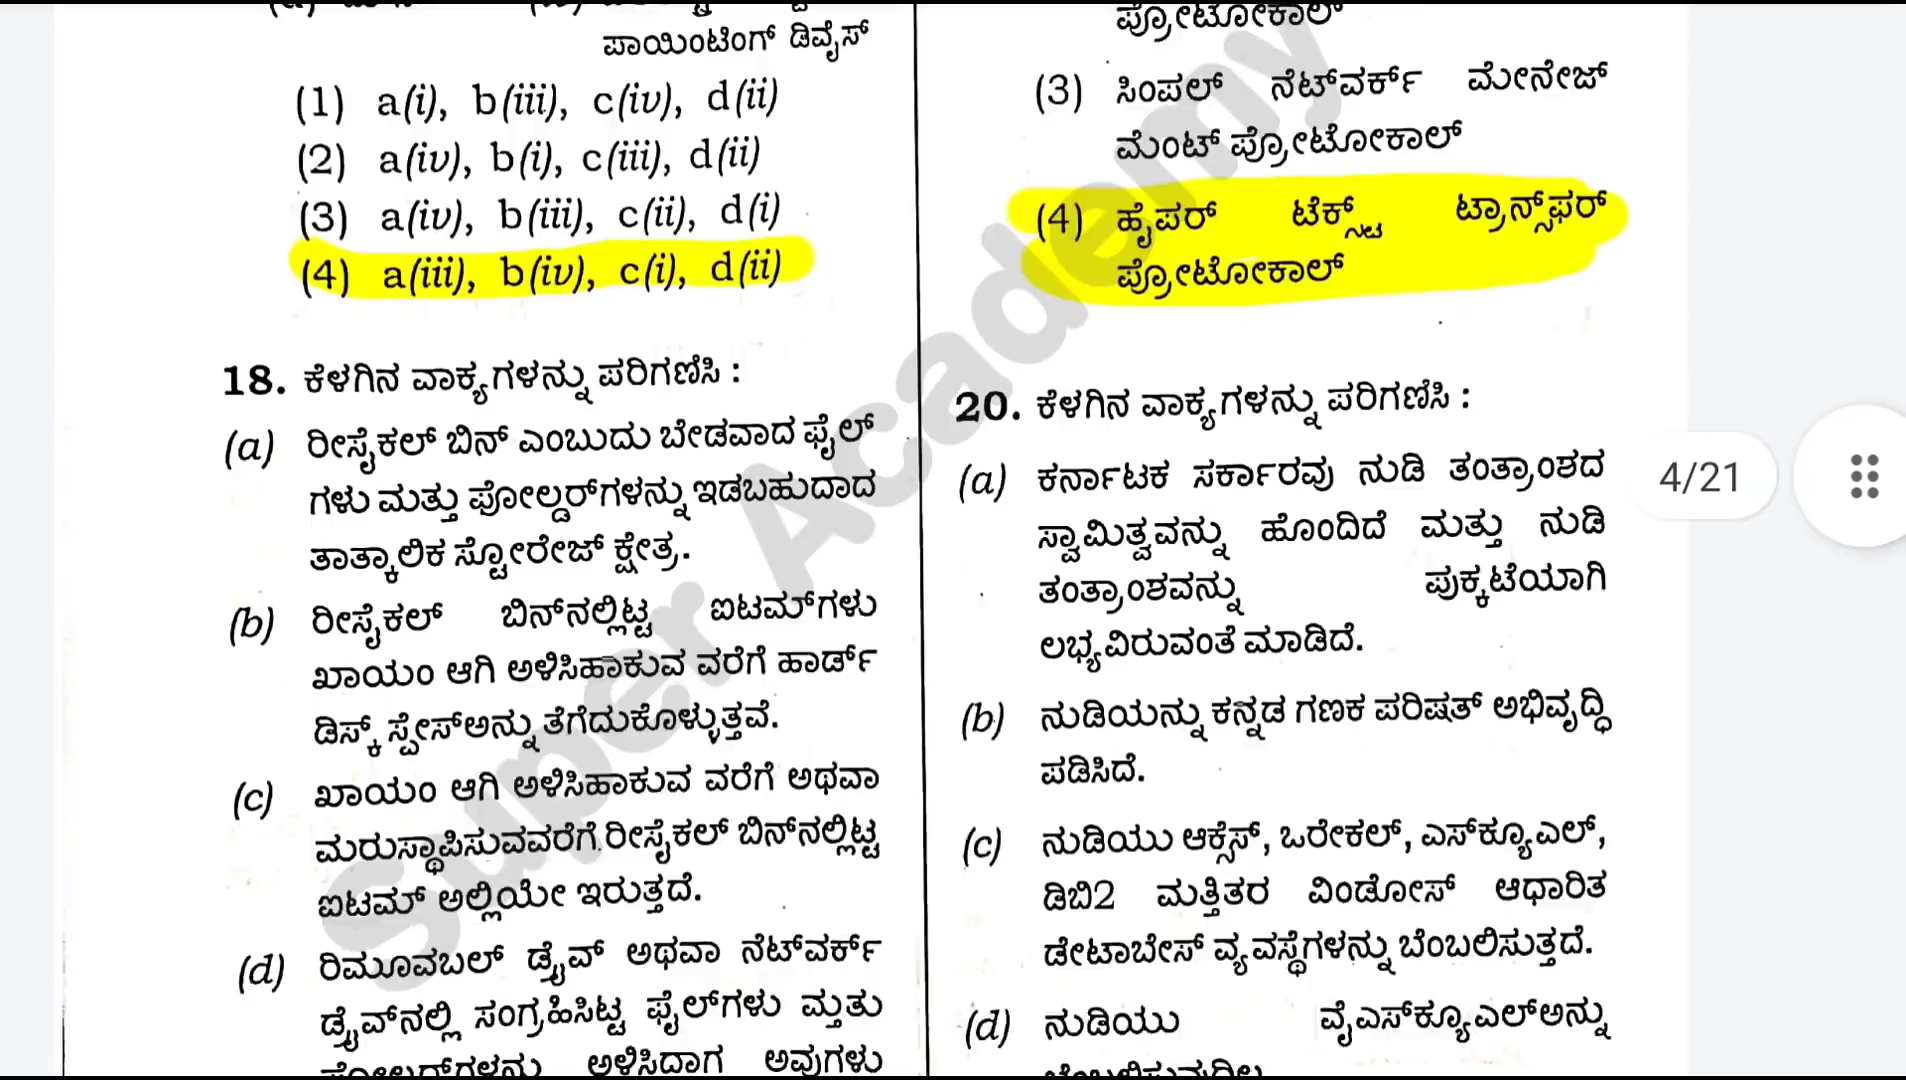 ಪಾಯಿಂಟಿಂಗ್ ಡಿವೈಸ್
(1) a(i), b(iii), c(iv), d(ii)
(2) a(iv), b(i), c(iii), d(ii)
(3) a(iv), b(iii), c(ii), d(i)
(4) a(iii), b(iv), c(i), d(ii)
18. ಕೆಳಗಿನ ವಾಕ್ಯಗಳನ್ನು ಪರಿಗಣಿಸಿ :
(a) ರೀಸೈಕಲ್ ಬಿನ್ ಎಂಬುದು ಬೇಡವಾದ ಫೈಲ್
ಗಳು ಮತ್ತು ಫೋಲ್ಡರ್‌ಗಳನ್ನು ಇಡಬಹುದಾದ
ತಾತ್ಕಾಲಿಕ ಸ್ಟೋರೇಜ್ ಕ್ಷೇತ್ರ.
(b) ರೀಸೈಕಲ್ ಬಿನ್‌ನಲ್ಲಿಟ್ಟ ಐಟಮ್‌ಗಳು
ಖಾಯಂ ಆಗಿ ಅಳಿಸಿಹಾಕುವ ವರೆಗೆ ಹಾರ್ಡ್
ಡಿಸ್ಕ್ ಸ್ಪೇಸ್‌ಅನ್ನು ತೆಗೆದುಕೊಳ್ಳುತ್ತವೆ.
(c) ಖಾಯಂ ಆಗಿ ಅಳಿಸಿಹಾಕುವ ವರೆಗೆ ಅಥವಾ
ಮರುಸ್ಥಾಪಿಸುವವರೆಗೆ ರೀಸೈಕಲ್ ಬಿನ್‌ನಲ್ಲಿಟ್ಟ
ಐಟಮ್ ಅಲ್ಲಿಯೇ ಇರುತ್ತದೆ.
(d) ರಿಮೂವಬಲ್ ಡ್ರೈವ್ ಅಥವಾ ನೆಟ್‌ವರ್ಕ್
ಡ್ರೈವ್‌ನಲ್ಲಿ ಸಂಗ್ರಹಿಸಿಟ್ಟ ಫೈಲ್‌ಗಳು ಮ್ತತು
ಅಳಿಸಿದಾಗ ಅವುಗಳು
ಪ್ರೋಟೋಕಾಲ್
(3) ಸಿಂಪಲ್ ನೆಟ್‌ವರ್ಕ್ ಮೇನೇಜ್
ಮೆಂಟ್ ಪ್ರೋಟೋಕಾಲ್
(4) ಹೈಪರ್ ಟೆಕ್ಸ್ಟ್ ಟ್ರಾನ್ಸ್‌ಫರ್
ಪ್ರೋಟೋಕಾಲ್
20. ಕೆಳಗಿನ ವಾಕ್ಯಗಳನ್ನು ಪರಿಗಣಿಸಿ :
(a) ಕರ್ನಾಟಕ ಸರ್ಕಾರವು ನುಡಿ ತಂತ್ರಾಂಶದ
ಸ್ವಾಮಿತ್ವವನ್ನು ಹೊಂದಿದೆ ಮತ್ತು ನುಡಿ
ತಂತ್ರಾಂಶವನ್ನು ಪುಕ್ಕಟೆಯಾಗಿ
ಲಭ್ಯವಿರುವಂತೆ ಮಾಡಿದೆ.
(b) ನುಡಿಯನ್ನು ಕನ್ನಡ ಗಣಕ ಪರಿಷತ್ ಅಭಿವೃದ್ಧಿ
ಪಡಿಸಿದೆ.
(c) ನುಡಿಯು ಆಕ್ಸೆಸ್, ಒರೇಕಲ್, ಎಸ್‌ಕ್ಯೂಎಲ್,
ಡಿಬಿ2 ಮತ್ತಿತರ ವಿಂಡೋಸ್ ಆಧಾರಿತ
ಡೇಟಾಬೇಸ್ ವ್ಯವಸ್ಥೆಗಳನ್ನು ಬೆಂಬಲಿಸುತ್ತದೆ.
(d) ನುಡಿಯು ವೈಎಸ್‌ಕ್ಯೂಎಲ್‌ಅನ್ನು
4/21
Super Academy